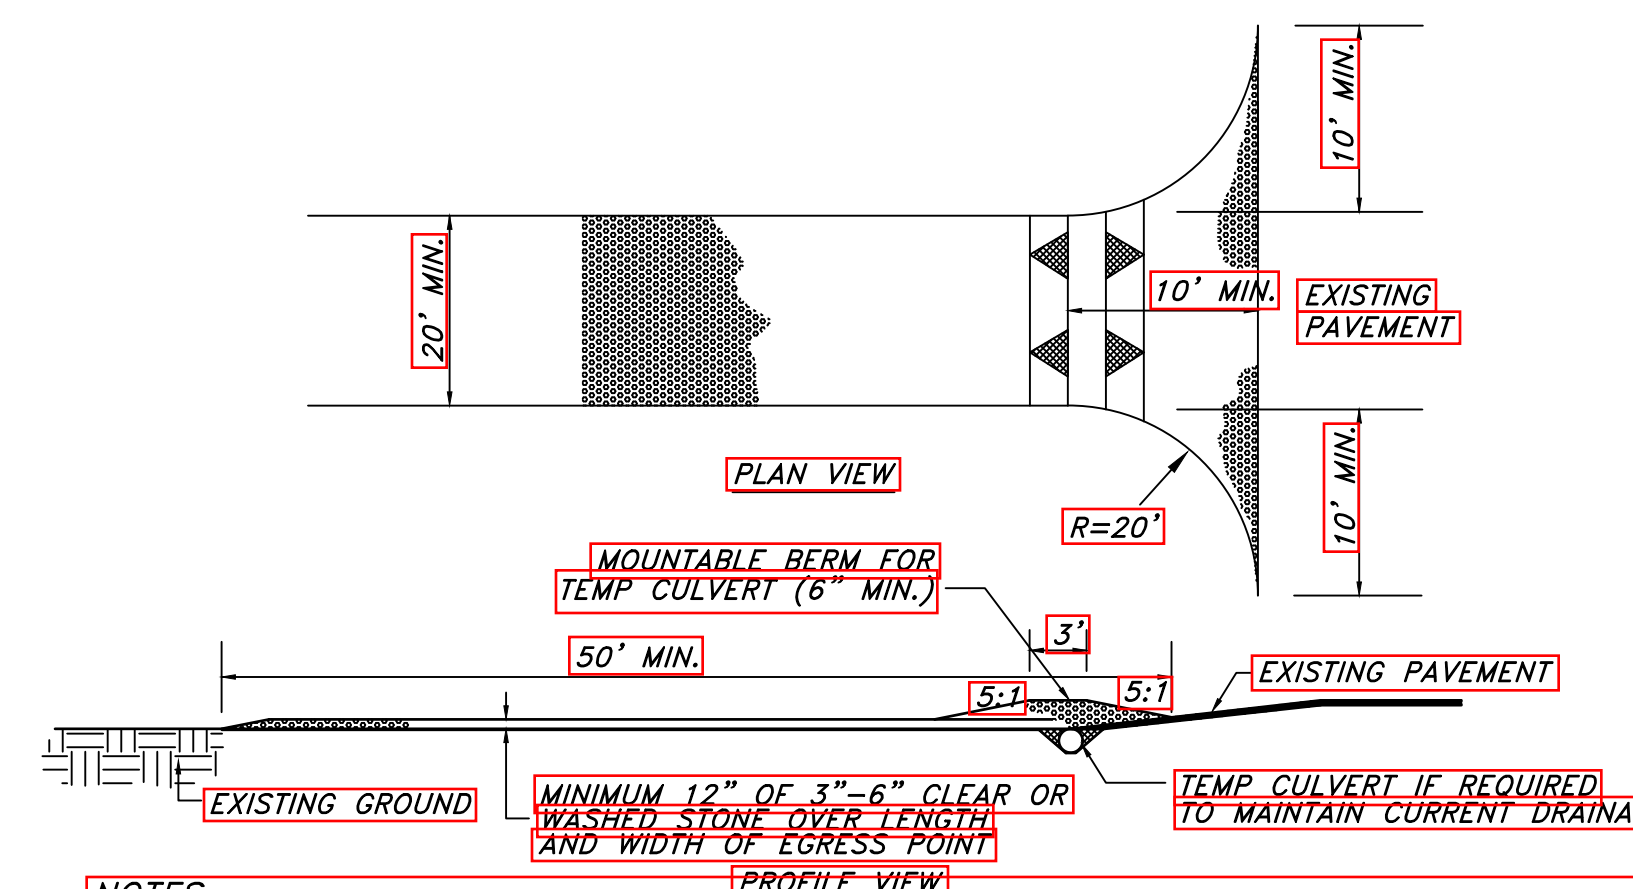 10' MIN.
20' MIN.
10' MIN.
EXISTING
PAVEMENT
10' MIN.
PLAN VIEW
R=20'
MOUNTABLE BERM FOR
TEMP CULVERT (6" MIN.)
3'
50' MIN.
EXISTING PAVEMENT
5:1
5:1
EXISTING GROUND
MINIMUM 12" OF 3"-6" CLEAR OR
WASHED STONE OVER LENGTH
AND WIDTH OF EGRESS POINT
TEMP CULVERT IF REQUIRED
TO MAINTAIN CURRENT DRAINA
PROFILE VIEW
NOTES